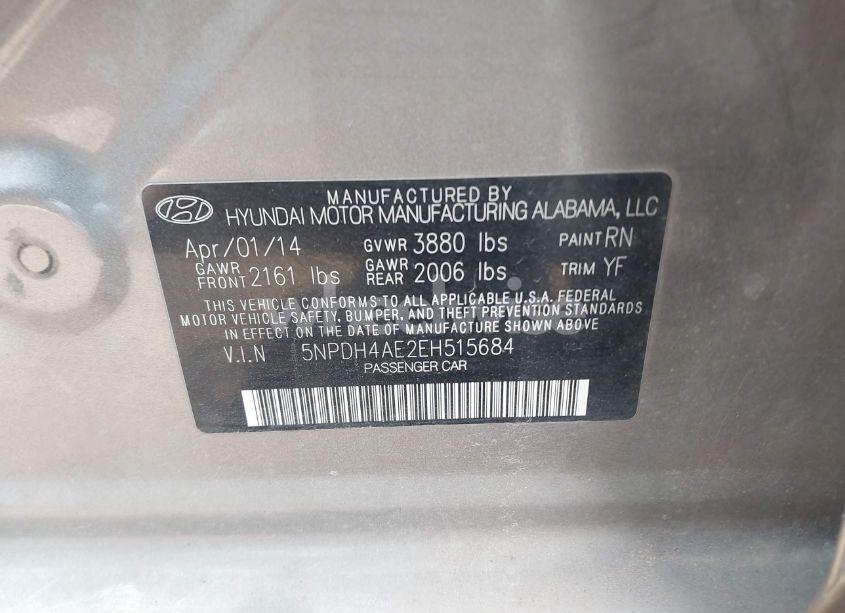 MANUFACTURED BY
HYUNDAI MOTOR MANUFACTURING ALABAMA, LLC
Apr/01/14 GVWR 3880 lbs PAINT RN
GAWR FRONT 2161 lbs GAWR REAR 2006 lbs TRIM YF
THIS VEHICLE CONFORMS TO ALL APPLICABLE U.S.A. FEDERAL
MOTOR VEHICLE SAFETY, BUMPER, AND THEFT PREVENTION STANDARDS
IN EFFECT ON THE DATE OF MANUFACTURE SHOWN ABOVE
V.I.N 5NPDH4AE2EH515684
PASSENGER CAR